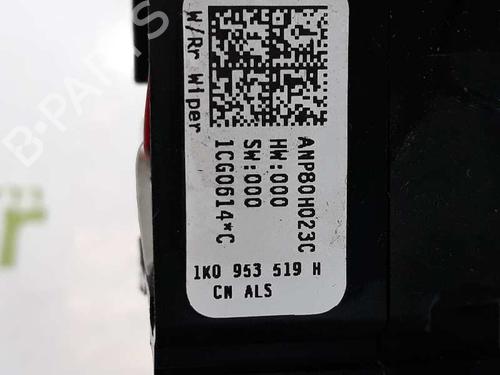 W/Rr Wiper
ANP80H023C
HW:000
SW:000
1CG0614*C
1K0 953 519 H
CN ALS
B-PARTS